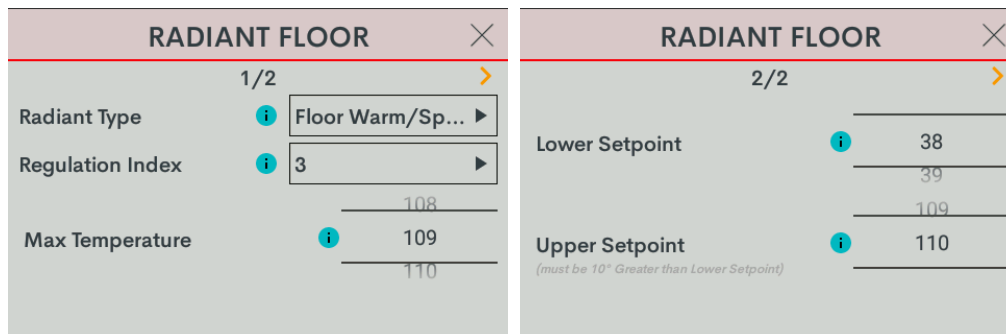 RADIANT FLOOR
1/2
Radiant Type
Floor Warm/Sp...
Regulation Index
3
108
Max Temperature
109
110
RADIANT FLOOR
2/2
Lower Setpoint
38
39
109
Upper Setpoint
110
(must be 10° Greater than Lower Setpoint)